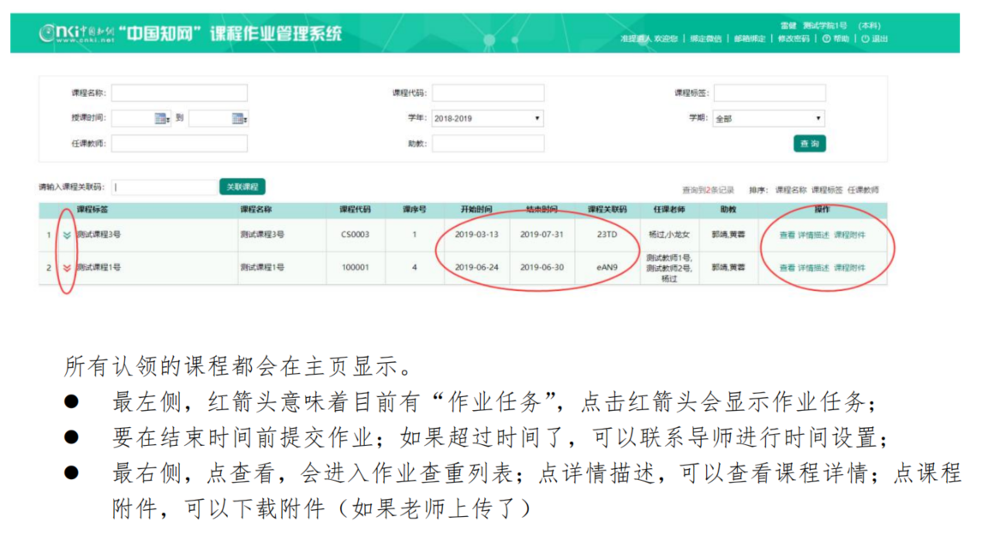 cnki中国知网 “中国知网” 课程作业管理系统
www.cnki.net
雷健 测试学院1号 (本科)
准提道人 欢迎您 | 绑定微信 | 邮箱绑定 | 修改密码 | 帮助 | 退出
课程名称: 课程代码: 课程标签:
授课时间: 到 学年: 2018-2019 学期: 全部
任课教师: 助教: 查询
请输入课程关联码: 关联课程 查询到2条记录 排序: 课程名称 课程标签 任课教师
课程标签 课程名称 课程代码 课序号 开始时间 结束时间 课程关联码 任课老师 助教 操作
1 测试课程3号 测试课程3号 CS0003 1 2019-03-13 2019-07-31 23TD 杨过,小龙女 郭靖,黄蓉 查看 详情描述 课程附件
2 测试课程1号 测试课程1号 100001 4 2019-06-24 2019-06-30 eAN9 测试教师1号, 测试教师2号, 杨过 郭靖,黄蓉 查看 详情描述 课程附件
所有认领的课程都会在主页显示。
● 最左侧，红箭头意味着目前有“作业任务”，点击红箭头会显示作业任务；
● 要在结束时间前提交作业；如果超过时间了，可以联系导师进行时间设置；
● 最右侧，点查看，会进入作业查重列表；点详情描述，可以查看课程详情；点课程
附件，可以下载附件（如果老师上传了）